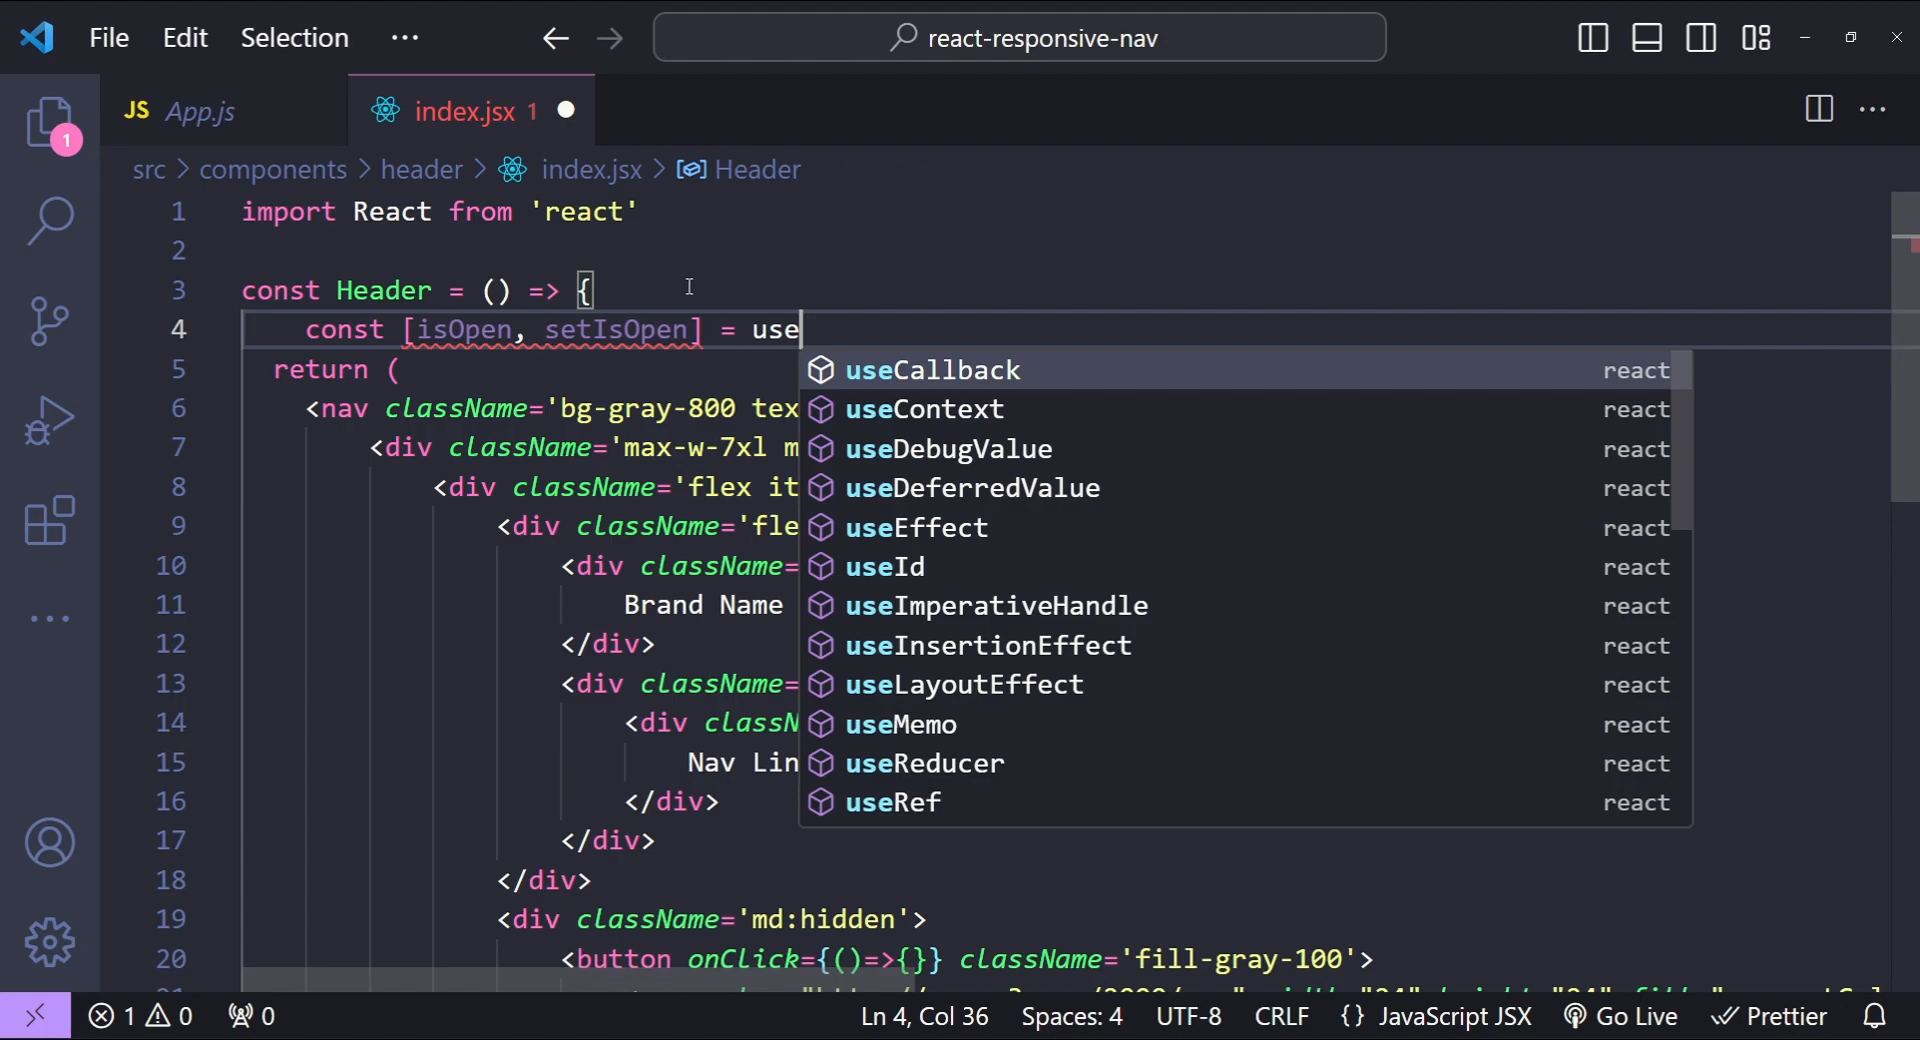 File Edit Selection ··· react-responsive-nav
JS App.js index.jsx 1
src > components > header > index.jsx > Header
1 import React from 'react'
2
3 const Header = () => {
4 const [isOpen, setIsOpen] = use
5 return (
6 <nav className='bg-gray-800 tex
7 <div className='max-w-7xl m
8 <div className='flex it
9 <div className='fle
10 <div className=
11 Brand Name
12 </div>
13 <div className=
14 <div classN
15 Nav Lin
16 </div>
17 </div>
18 </div>
19 <div className='md:hidden'>
20 <button onClick={()=>{}} className='fill-gray-100'>
useCallback react
useContext react
useDebugValue react
useDeferredValue react
useEffect react
useId react
useImperativeHandle react
useInsertionEffect react
useLayoutEffect react
useMemo react
useReducer react
useRef react
1
1 0 0 Ln 4, Col 36 Spaces: 4 UTF-8 CRLF {} JavaScript JSX Go Live Prettier